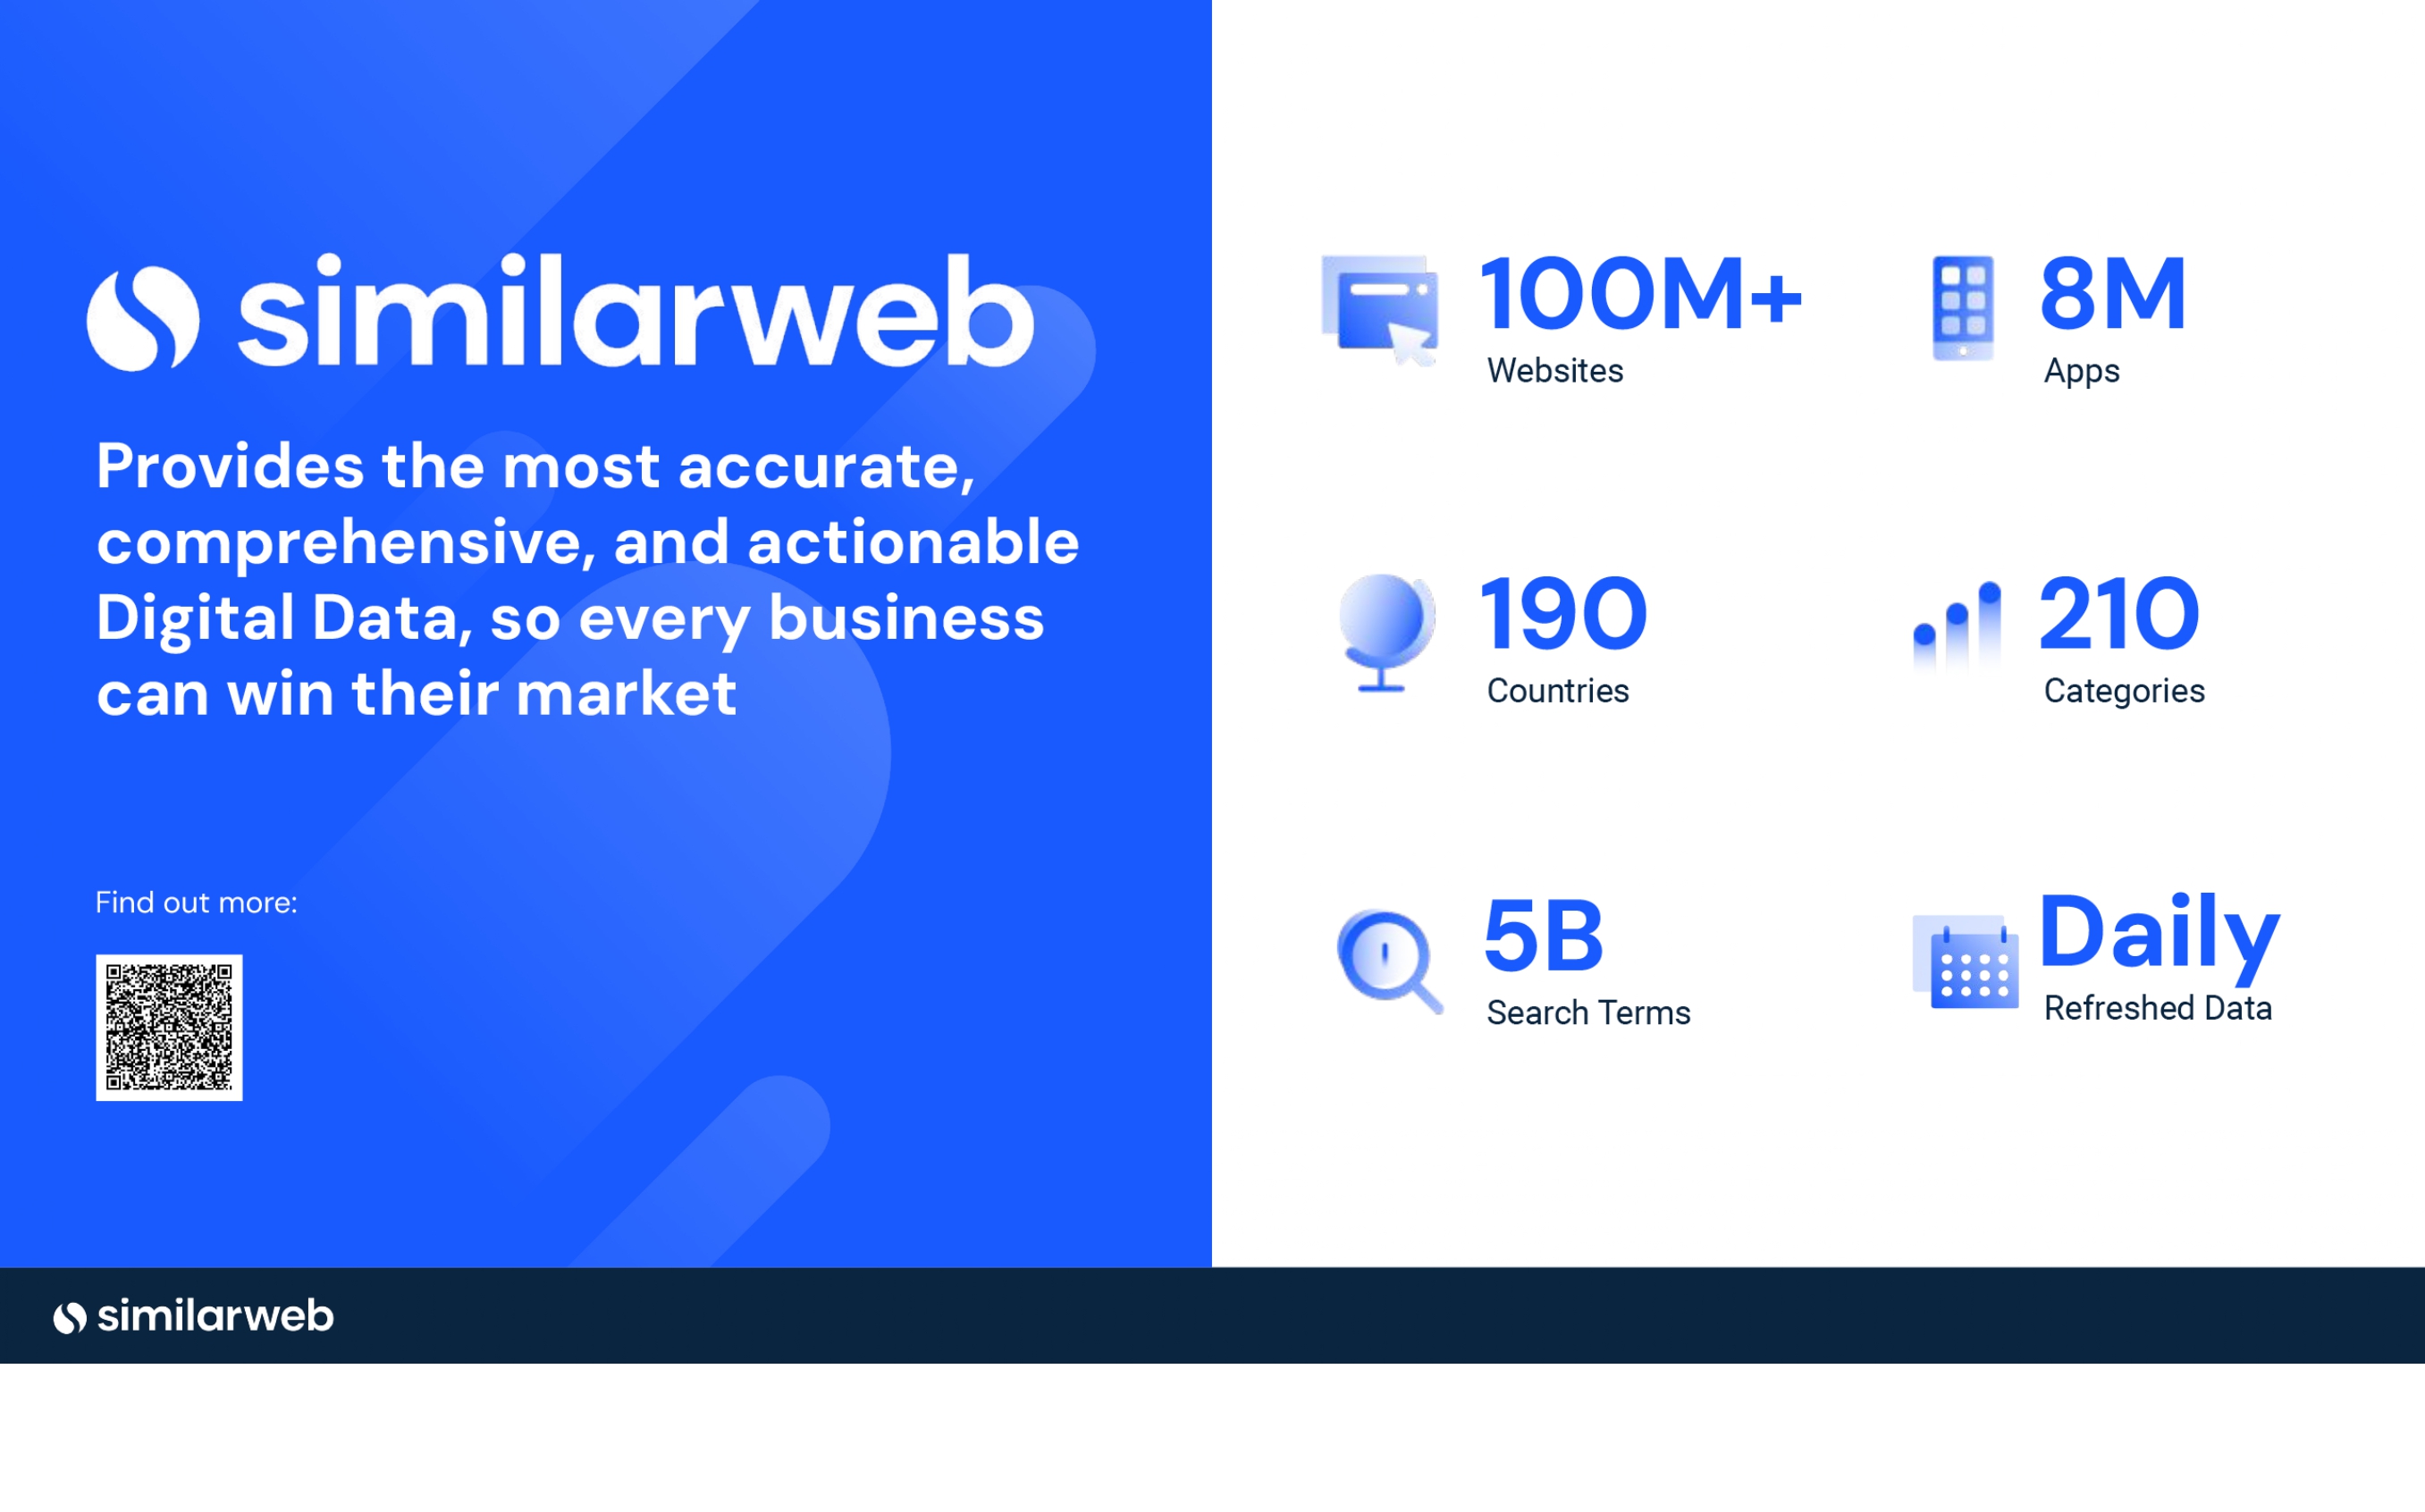 similarweb
Provides the most accurate,
comprehensive, and actionable
Digital Data, so every business
can win their market
Find out more:
100M+
Websites
8M
Apps
190
Countries
210
Categories
5B
Search Terms
Daily
Refreshed Data
similarweb